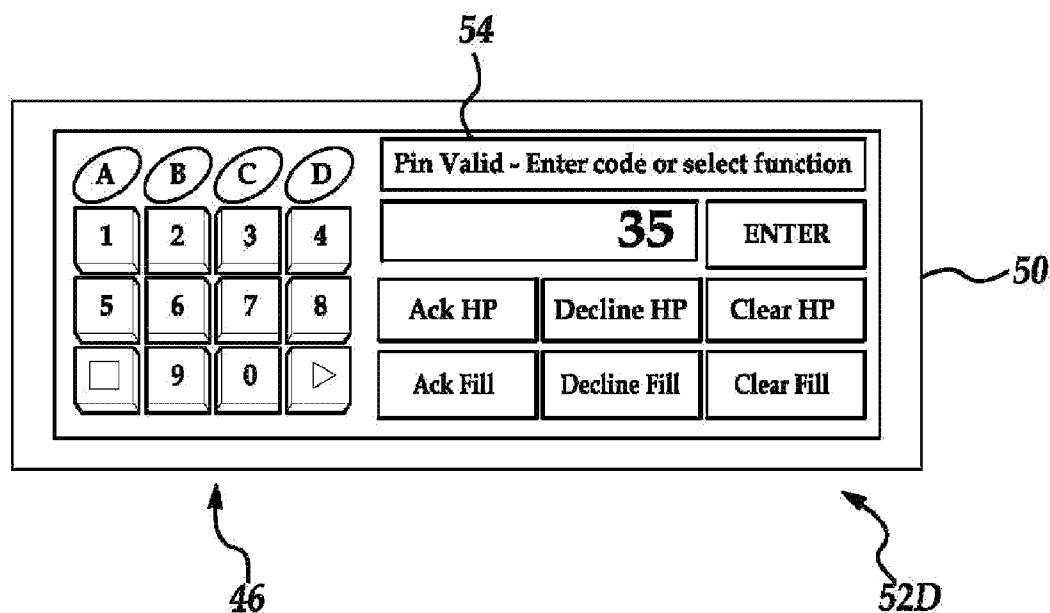 54
A B C D
Pin Valid - Enter code or select function
1 2 3 4
35 ENTER
5 6 7 8
Ack HP Decline HP Clear HP
9 0
Ack Fill Decline Fill Clear Fill
50
46
52D